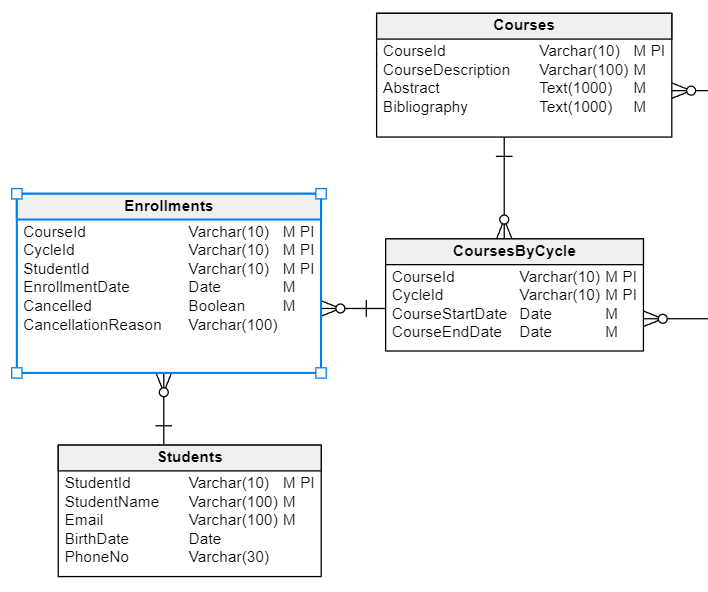 Courses
CourseId Varchar(10) M PI
CourseDescription Varchar(100) M
Abstract Text(1000) M
Bibliography Text(1000) M
Enrollments
CourseId Varchar(10) M PI
CycleId Varchar(10) M PI
StudentId Varchar(10) M PI
EnrollmentDate Date M
Cancelled Boolean M
CancellationReason Varchar(100)
CoursesByCycle
CourseId Varchar(10) M PI
CycleId Varchar(10) M PI
CourseStartDate Date M
CourseEndDate Date M
Students
StudentId Varchar(10) M PI
StudentName Varchar(100) M
Email Varchar(100) M
BirthDate Date
PhoneNo Varchar(30)